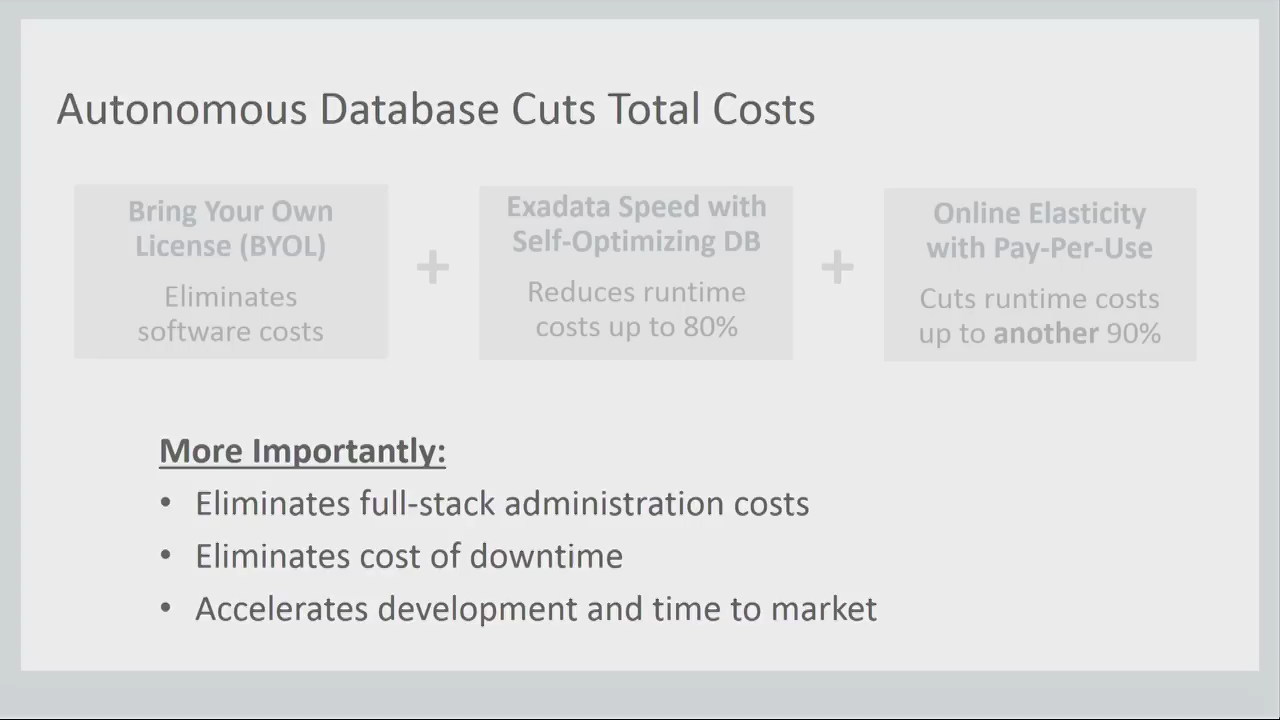 Autonomous Database Cuts Total Costs
Bring Your Own
License (BYOL)
Eliminates
software costs
+
Exadata Speed with
Self-Optimizing DB
Reduces runtime
costs up to 80%
+
Online Elasticity
with Pay-Per-Use
Cuts runtime costs
up to another 90%
More Importantly:
• Eliminates full-stack administration costs
• Eliminates cost of downtime
• Accelerates development and time to market